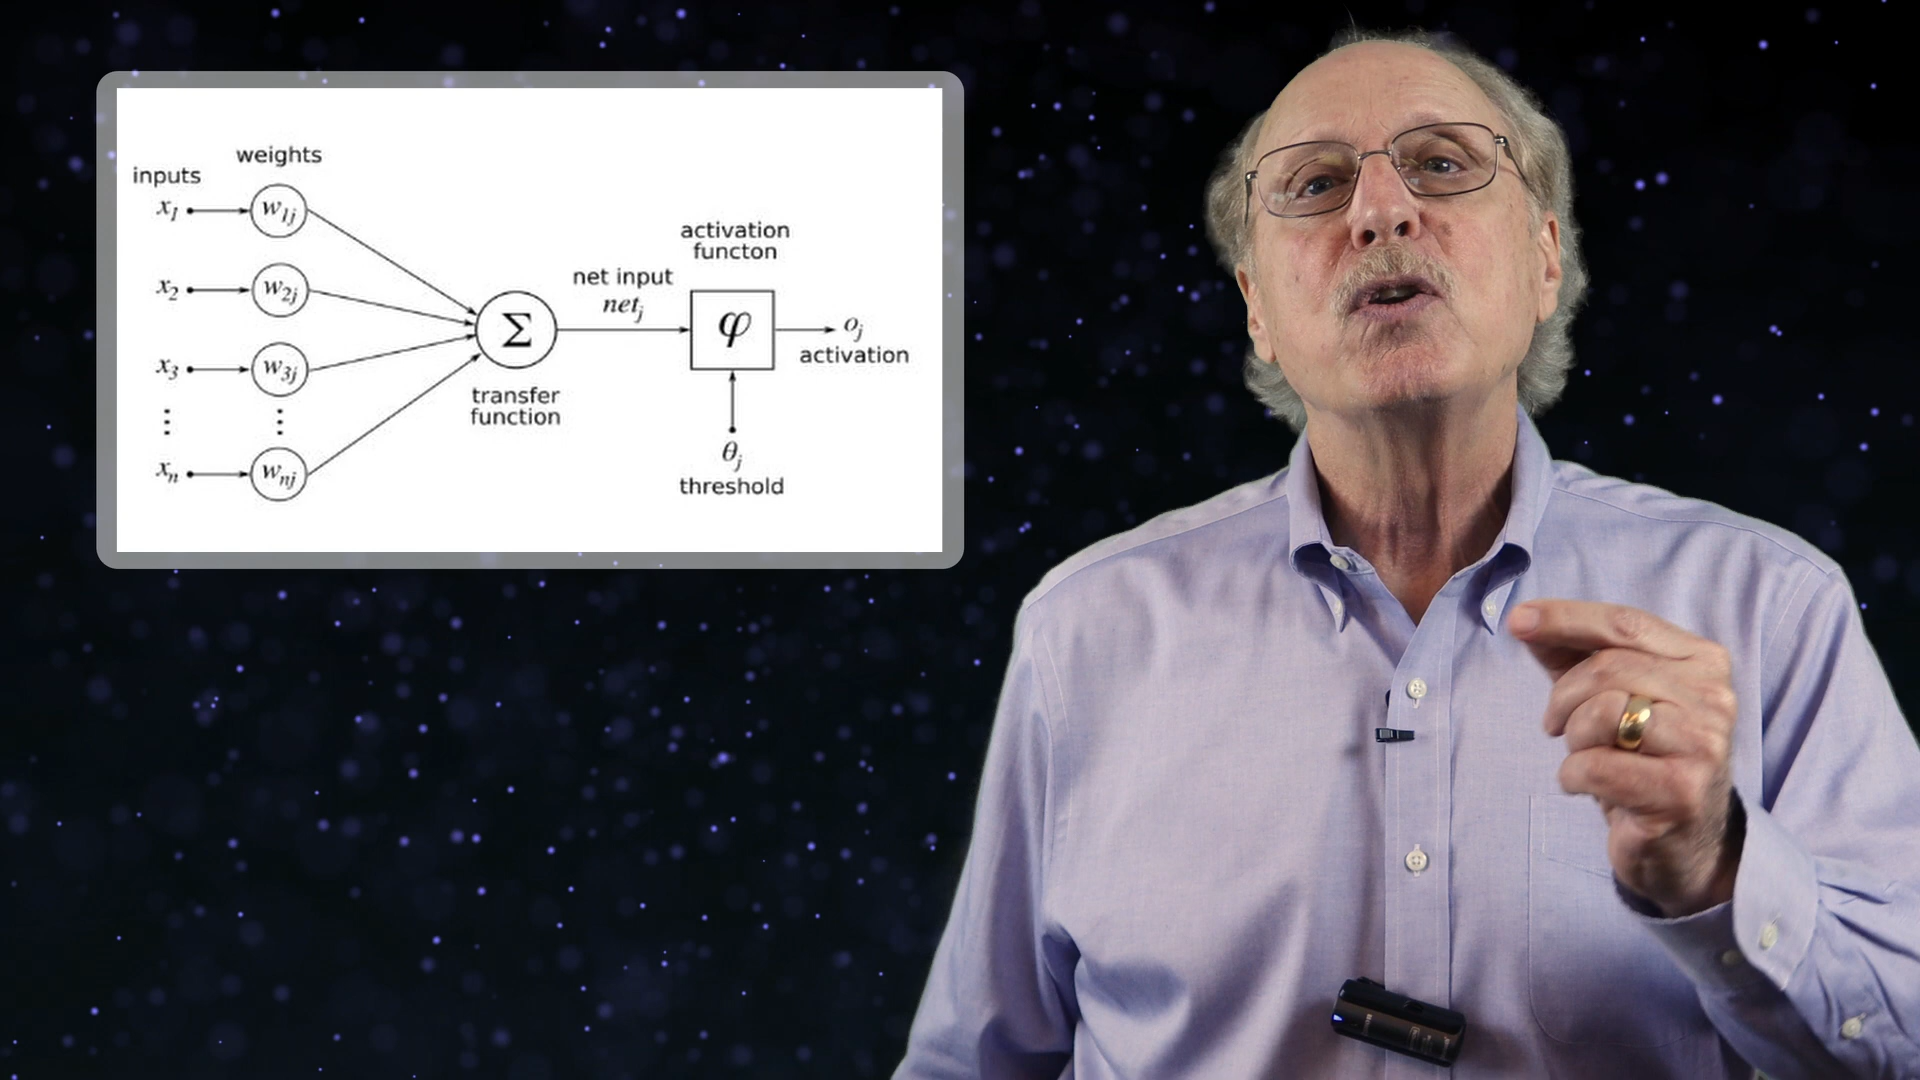 weights
inputs
x1
w1j
x2
w2j
x3
w3j
xn
wnj
Σ
transfer
function
net input
netj
activation
functon
φ
oj
activation
θj
threshold